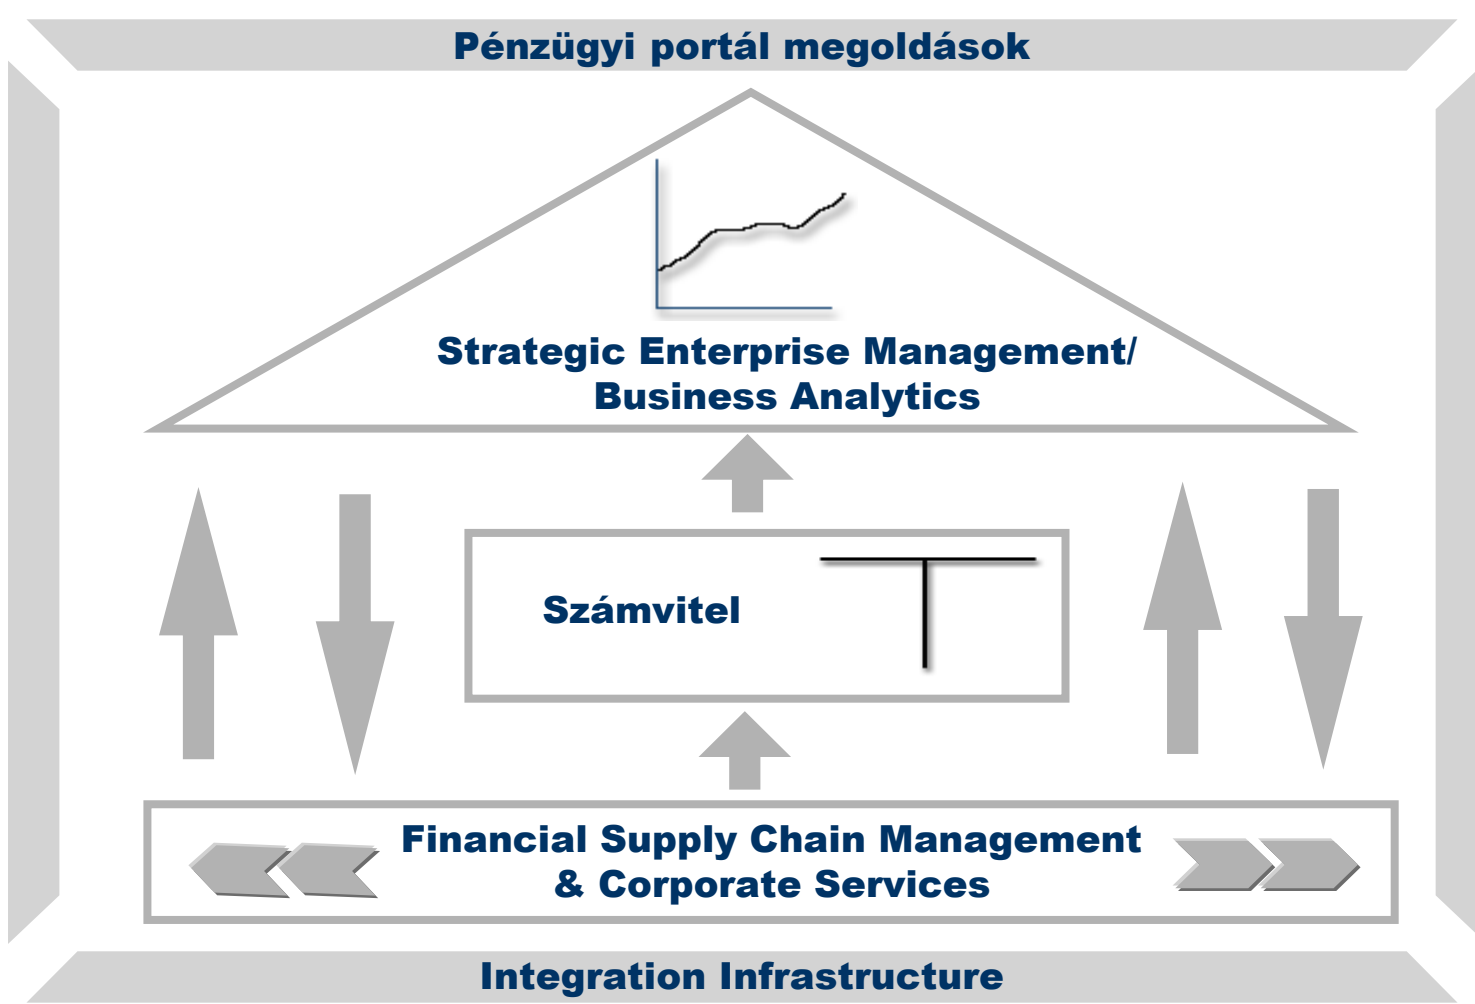 Pénzügyi portál megoldások
Strategic Enterprise Management/
Business Analytics
Számvitel
Financial Supply Chain Management
& Corporate Services
Integration Infrastructure